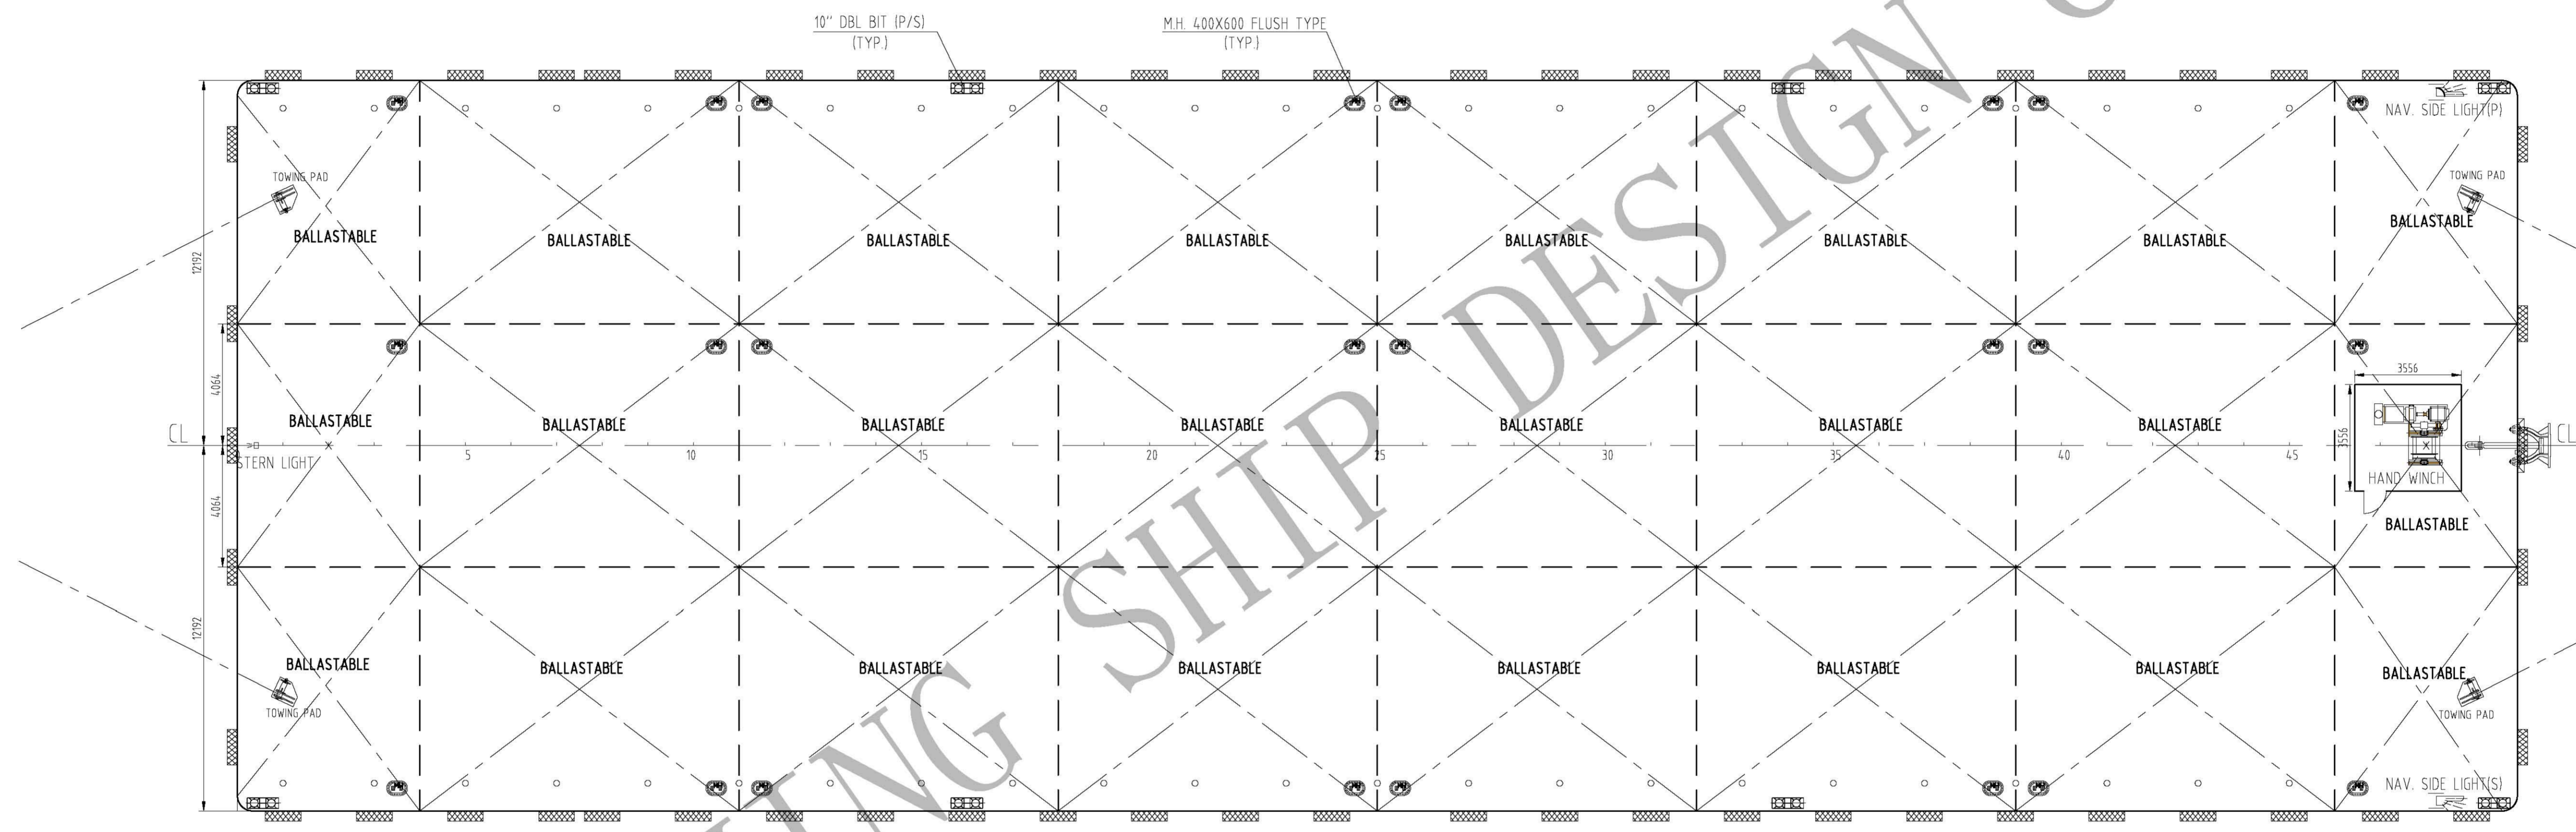 10" DBL BIT (P/S)
(TYP.)
M.H. 400X600 FLUSH TYPE
(TYP.)
NAV. SIDE LIGHT(P)
TOWING PAD
TOWING PAD
BALLASTABLE
BALLASTABLE
BALLASTABLE
BALLASTABLE
BALLASTABLE
BALLASTABLE
BALLASTABLE
BALLASTABLE
12192
4064
3556
3556
BALLASTABLE
BALLASTABLE
BALLASTABLE
BALLASTABLE
BALLASTABLE
BALLASTABLE
BALLASTABLE
CL
CL
STERN LIGHT
5
10
15
20
25
30
35
40
45
HAND WINCH
4064
BALLASTABLE
12192
BALLASTABLE
BALLASTABLE
BALLASTABLE
BALLASTABLE
BALLASTABLE
BALLASTABLE
BALLASTABLE
BALLASTABLE
TOWING PAD
TOWING PAD
NAV. SIDE LIGHT(S)
ING SHIP DESIGN